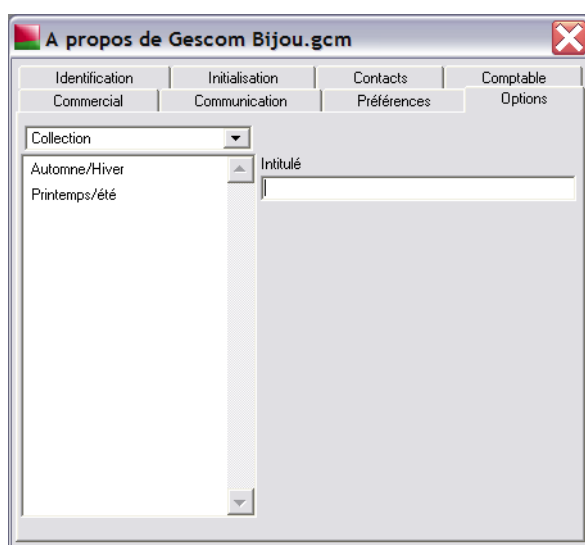 A propos de Gescom Bijou.gcm
Identification Initialisation Contacts Comptable
Commercial Communication Préférences Options
Collection
Intitulé
Automne/Hiver
Printemps/été